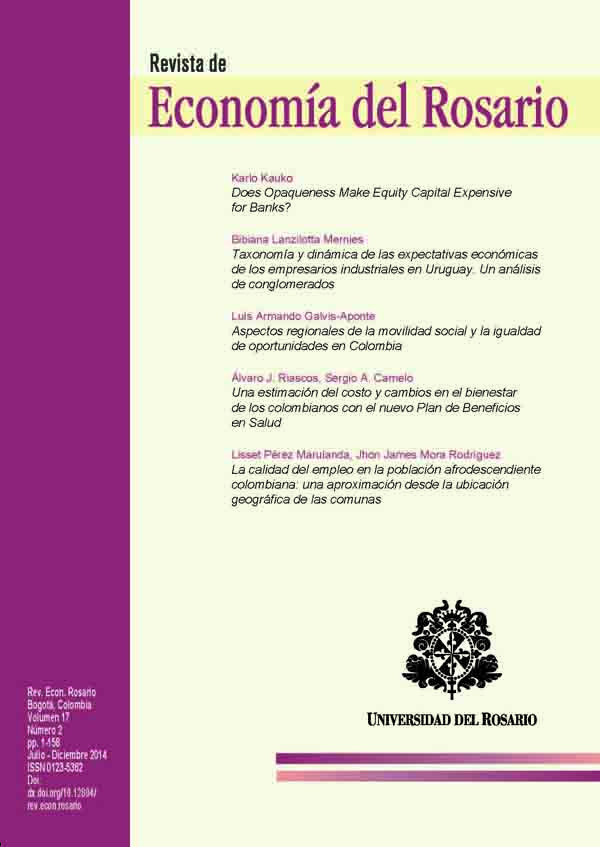 Revista de
Economía del Rosario
Karlo Kauko
Does Opaqueness Make Equity Capital Expensive
for Banks?
Bibiana Lanzilotta Mernies
Taxonomía y dinámica de las expectativas económicas
de los empresarios industriales en Uruguay. Un análisis
de conglomerados
Luis Armando Galvis-Aponte
Aspectos regionales de la movilidad social y la igualdad
de oportunidades en Colombia
Álvaro J. Riascos, Sergio A. Camelo
Una estimación del costo y cambios en el bienestar
de los colombianos con el nuevo Plan de Beneficios
en Salud
Lisset Pérez Marulanda, Jhon James Mora Rodríguez
La calidad del empleo en la población afrodescendiente
colombiana: una aproximación desde la ubicación
geográfica de las comunas
UNIVERSIDAD DEL ROSARIO
Rev. Econ. Rosario
Bogotá, Colombia
Volumen 17
Número 2
pp. 1-158
Julio - Diciembre 2014
ISSN 0123-5362
Doi:
dx.doi.org/10.12804/
rev.econ.rosario